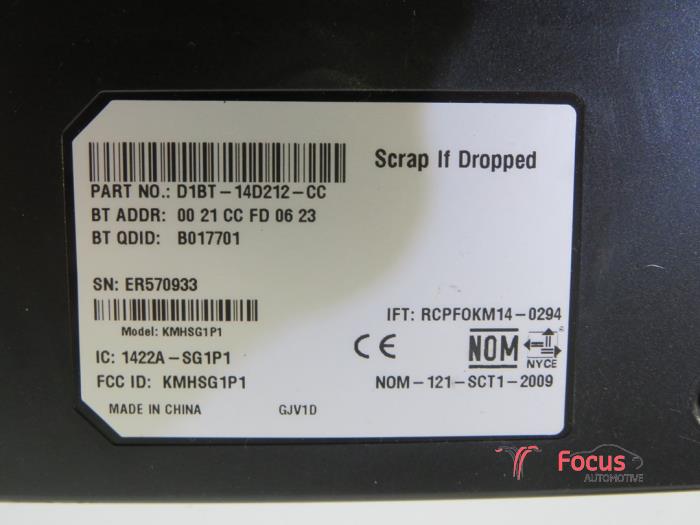 Scrap If Dropped
PART NO.: D1BT-14D212-CC
BT ADDR: 00 21 CC FD 06 23
BT QDID: B017701
SN: ER570933
Model: KMHSG1P1
IFT: RCPFOKM14-0294
IC: 1422A-SG1P1
CE NOM NYCE
FCC ID: KMHSG1P1
NOM-121-SCT1-2009
MADE IN CHINA GJV1D
Focus
AUTOMOTIVE